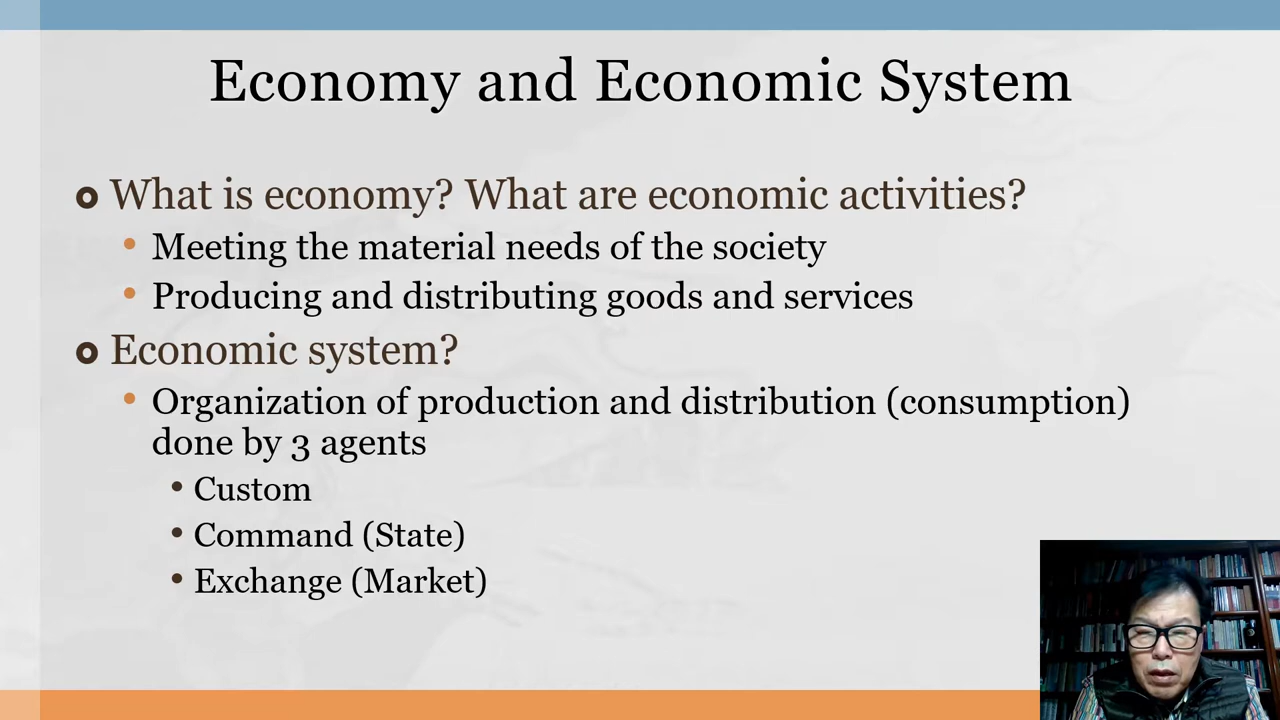 Economy and Economic System
What is economy? What are economic activities?
Meeting the material needs of the society
Producing and distributing goods and services
Economic system?
Organization of production and distribution (consumption)
done by 3 agents
Custom
Command (State)
Exchange (Market)